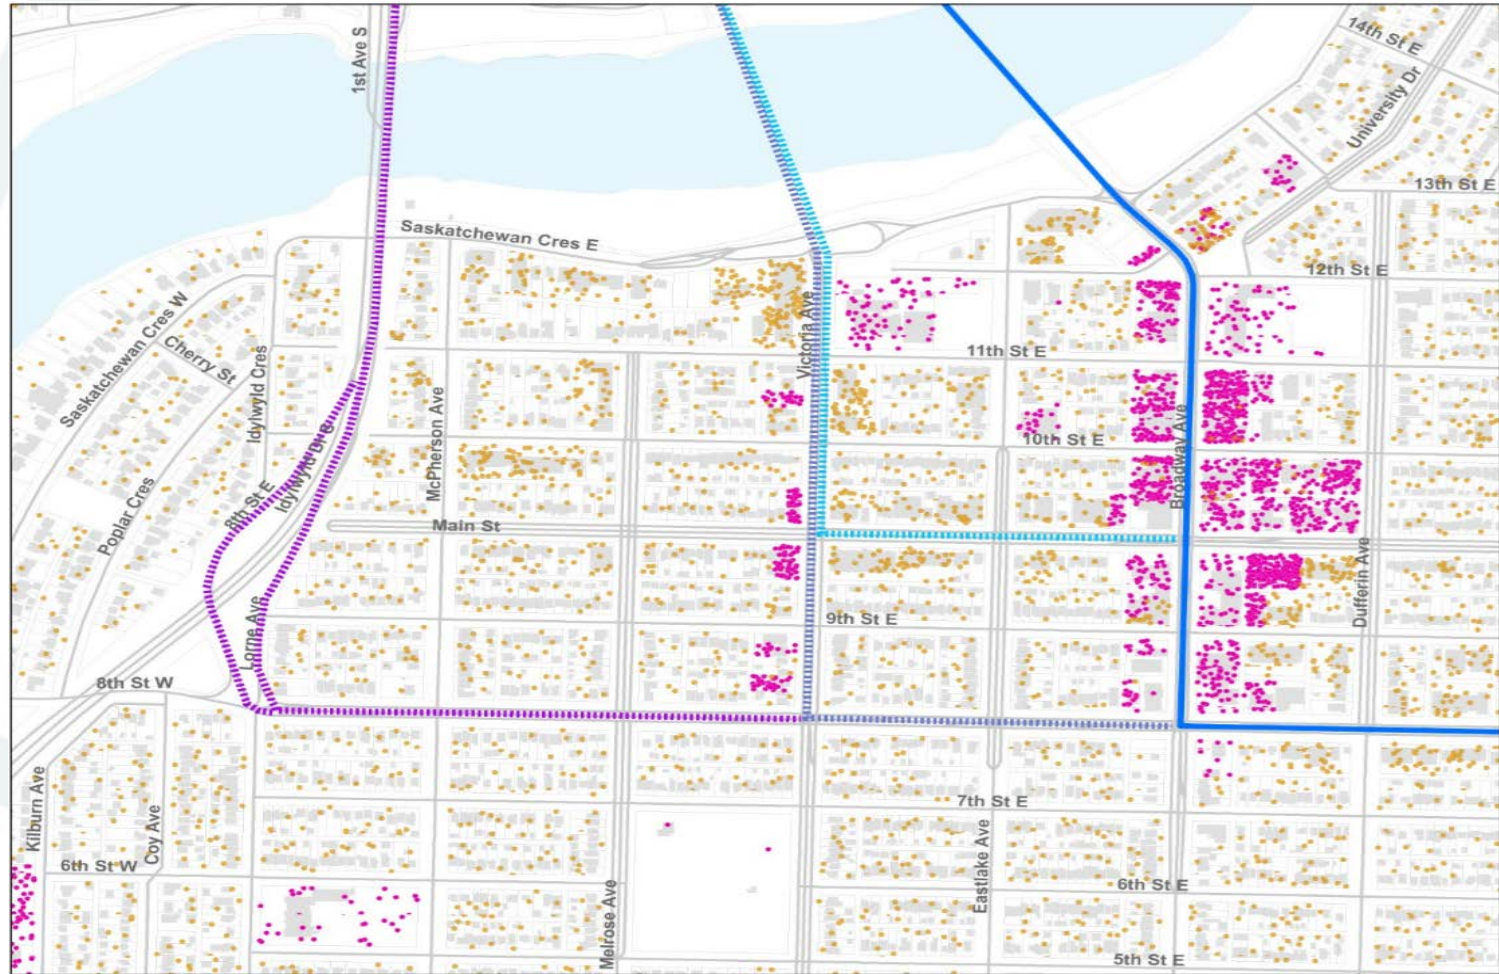 1st Ave S
14th St E
University Dr
13th St E
Saskatchewan Cres E
12th St E
Saskatchewan Cres W
Victoria Ave
Cherry St
Idylwyld Cres
11th St E
McPherson Ave
10th St E
Broadway Ave
Idylwyld Dr
8th St E
Poplar Cres
Main St
Dufferin Ave
9th St E
Lorne Ave
8th St W
7th St E
Kilburn Ave
Coy Ave
Eastlake Ave
6th St W
6th St E
Melrose Ave
5th St E